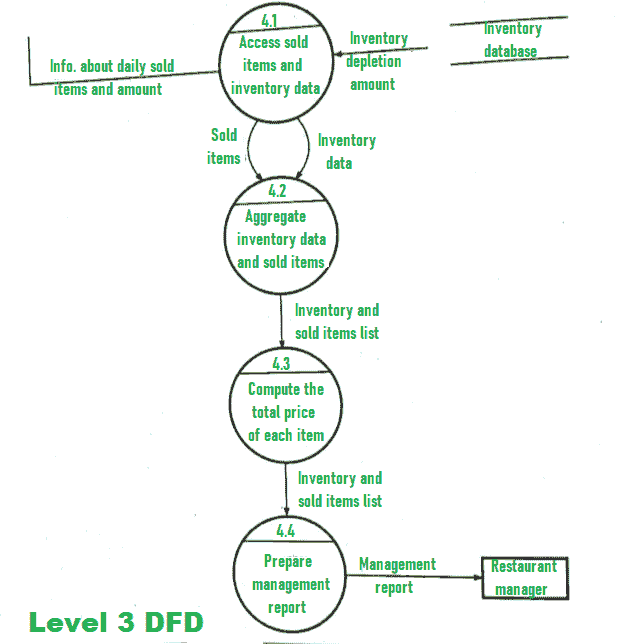 4.1
Access sold
items and
inventory data
Info. about daily sold
items and amount
Inventory
depletion
amount
Inventory
database
Sold
items
Inventory
data
4.2
Aggregate
inventory data
and sold items
Inventory and
sold items list
4.3
Compute the
total price
of each item
Inventory and
sold items list
4.4
Prepare
management
report
Management
report
Restaurant
manager
Level 3 DFD